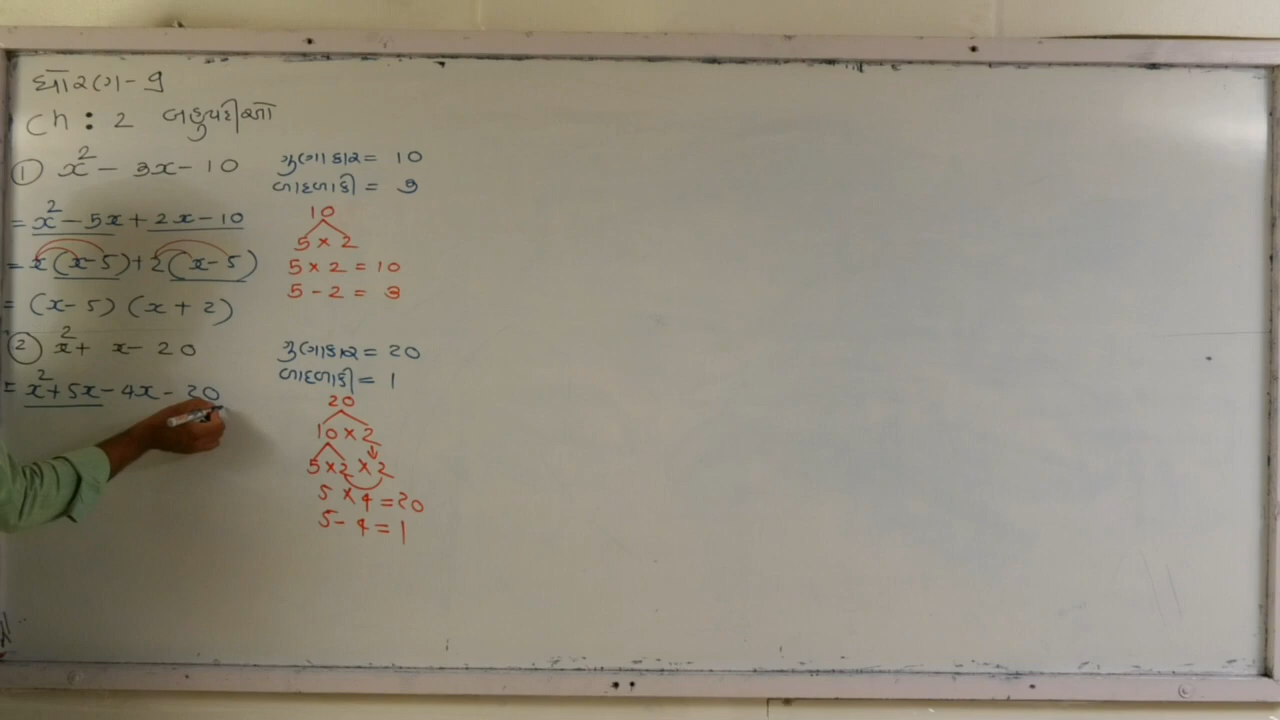 ધોરણ-9
Ch : 2 બહુપદીઓ
① x² - 3x - 10
= x² - 5x + 2x - 10
= x(x-5) + 2(x-5)
= (x-5) (x+2)
② x² + x - 20
= x² + 5x - 4x - 20
ગુણાકાર = 10
બાદબાકી = 3
10
5 × 2
5 × 2 = 10
5 - 2 = 3
ગુણાકાર = 20
બાદબાકી = 1
20
10 × 2
5 × 2 × 2
5 × 4 = 20
5 - 4 = 1